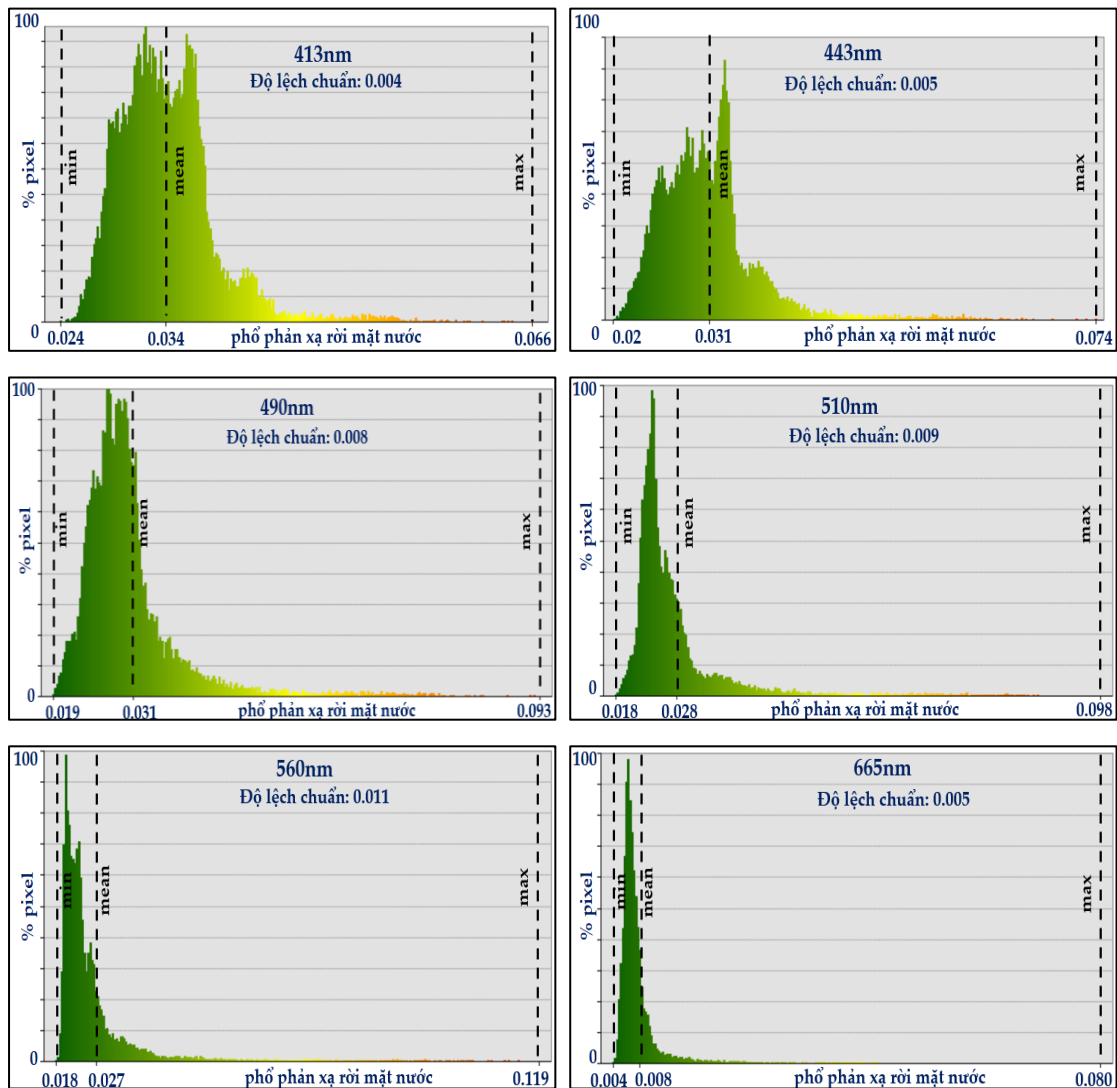 100
413nm
Độ lệch chuẩn: 0.004
% pixel
min
mean
max
0
0.024
0.034
phổ phản xạ rời mặt nước
0.066
100
443nm
Độ lệch chuẩn: 0.005
% pixel
min
mean
max
0
0.02
0.031
phổ phản xạ rời mặt nước
0.074
100
490nm
Độ lệch chuẩn: 0.008
% pixel
min
mean
max
0
0.019
0.031
phổ phản xạ rời mặt nước
0.093
100
510nm
Độ lệch chuẩn: 0.009
% pixel
min
mean
max
0
0.018
0.028
phổ phản xạ rời mặt nước
0.098
100
560nm
Độ lệch chuẩn: 0.011
% pixel
min
mean
max
0
0.018
0.027
phổ phản xạ rời mặt nước
0.119
100
665nm
Độ lệch chuẩn: 0.005
% pixel
min
mean
max
0
0.004
0.008
phổ phản xạ rời mặt nước
0.080